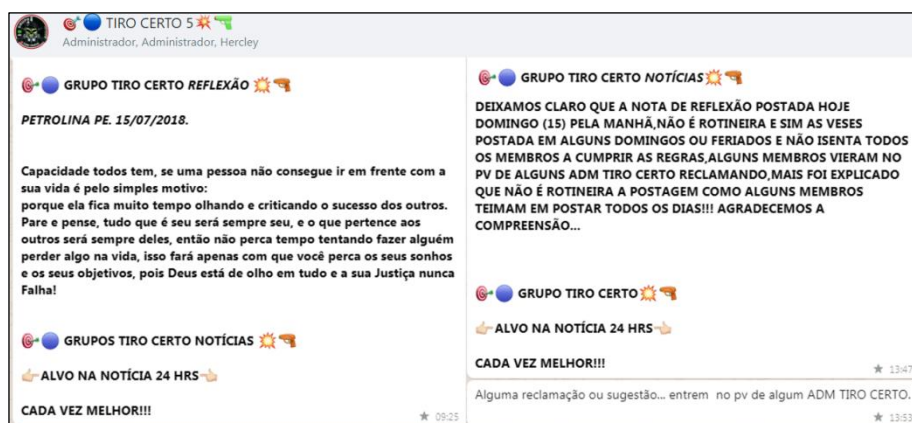 TIRO CERTO 5
Administrador, Administrador, Hercley
GRUPO TIRO CERTO REFLEXÃO
PETROLINA PE. 15/07/2018.
Capacidade todos tem, se uma pessoa não consegue ir em frente com a
sua vida é pelo simples motivo:
porque ela fica muito tempo olhando e criticando o sucesso dos outros.
Pare e pense, tudo que é seu será sempre seu, e o que pertence aos
outros será sempre deles, então não perca tempo tentando fazer alguém
perder algo na vida, isso fará apenas com que você perca os seus sonhos
e os seus objetivos, pois Deus está de olho em tudo e a sua Justiça nunca
Falha!
GRUPOS TIRO CERTO NOTÍCIAS
ALVO NA NOTÍCIA 24 HRS
CADA VEZ MELHOR!!!
09:25
GRUPO TIRO CERTO NOTÍCIAS
DEIXAMOS CLARO QUE A NOTA DE REFLEXÃO POSTADA HOJE
DOMINGO (15) PELA MANHÃ,NÃO É ROTINEIRA E SIM AS VESES
POSTADA EM ALGUNS DOMINGOS OU FERIADOS E NÃO ISENTA TODOS
OS MEMBROS A CUMPRIR AS REGRAS,ALGUNS MEMBROS VIERAM NO
PV DE ALGUNS ADM TIRO CERTO RECLAMANDO,MAIS FOI EXPLICADO
QUE NÃO É ROTINEIRA A POSTAGEM COMO ALGUNS MEMBROS
TEIMAM EM POSTAR TODOS OS DIAS!!! AGRADECEMOS A
COMPREENSÃO...
GRUPO TIRO CERTO
ALVO NA NOTÍCIA 24 HRS
CADA VEZ MELHOR!!!
13:47
Alguma reclamação ou sugestão... entrem no pv de algum ADM TIRO CERTO.
13:53